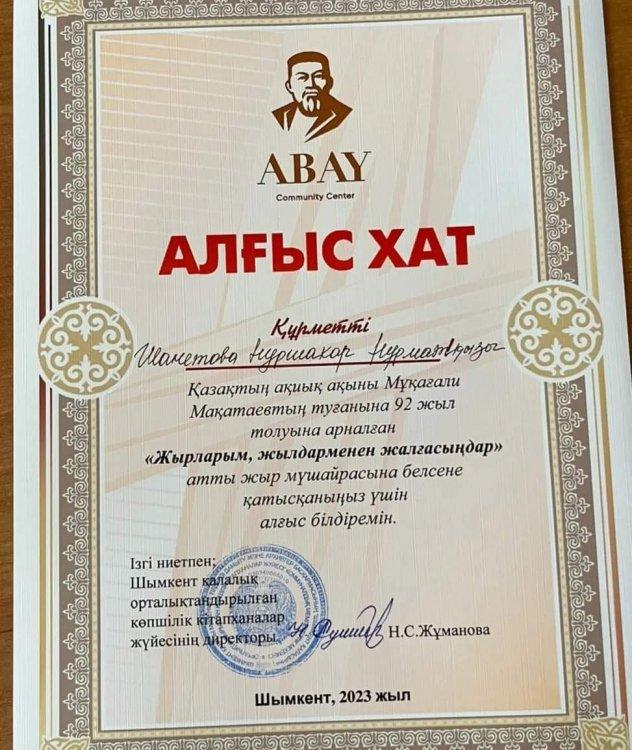 ABAY
Community Center
АЛҒЫС ХАТ
Құрметті
Қазақтың ақиық ақыны Мұқағали
Мақатаевтың туғанына 92 жыл
толуына арналған
«Жырларым, жылдарменен жалғасыңдар»
атты жыр мүшайрасына белсене
қатысқаныңыз үшін
алғыс білдіремін.
Ізгі ниетпен:
Шымкент қалалық
орталықтандырылған
көпшілік кітапханалар
жүйесінің директоры
Н.С.Жұманова
Шымкент, 2023 жыл